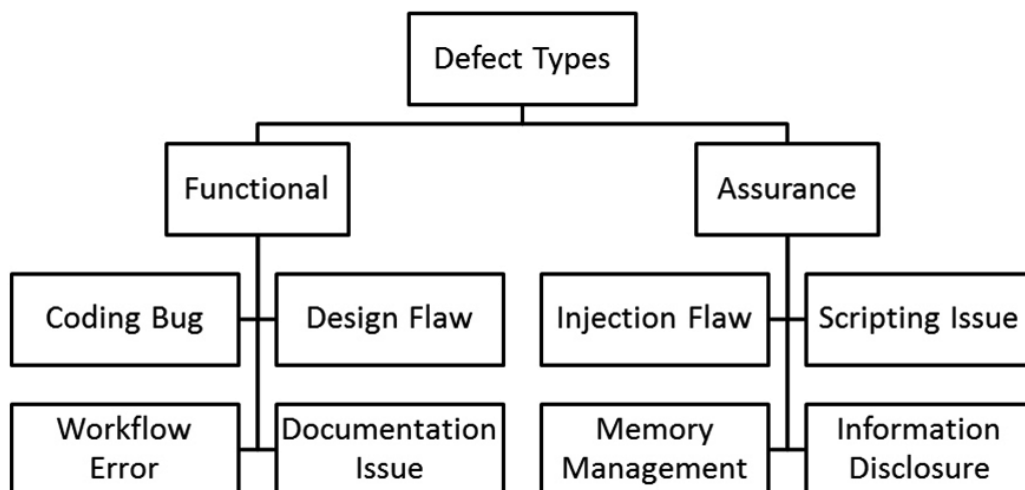 Defect Types
Functional
Assurance
Coding Bug
Design Flaw
Injection Flaw
Scripting Issue
Workflow
Error
Documentation
Issue
Memory
Management
Information
Disclosure